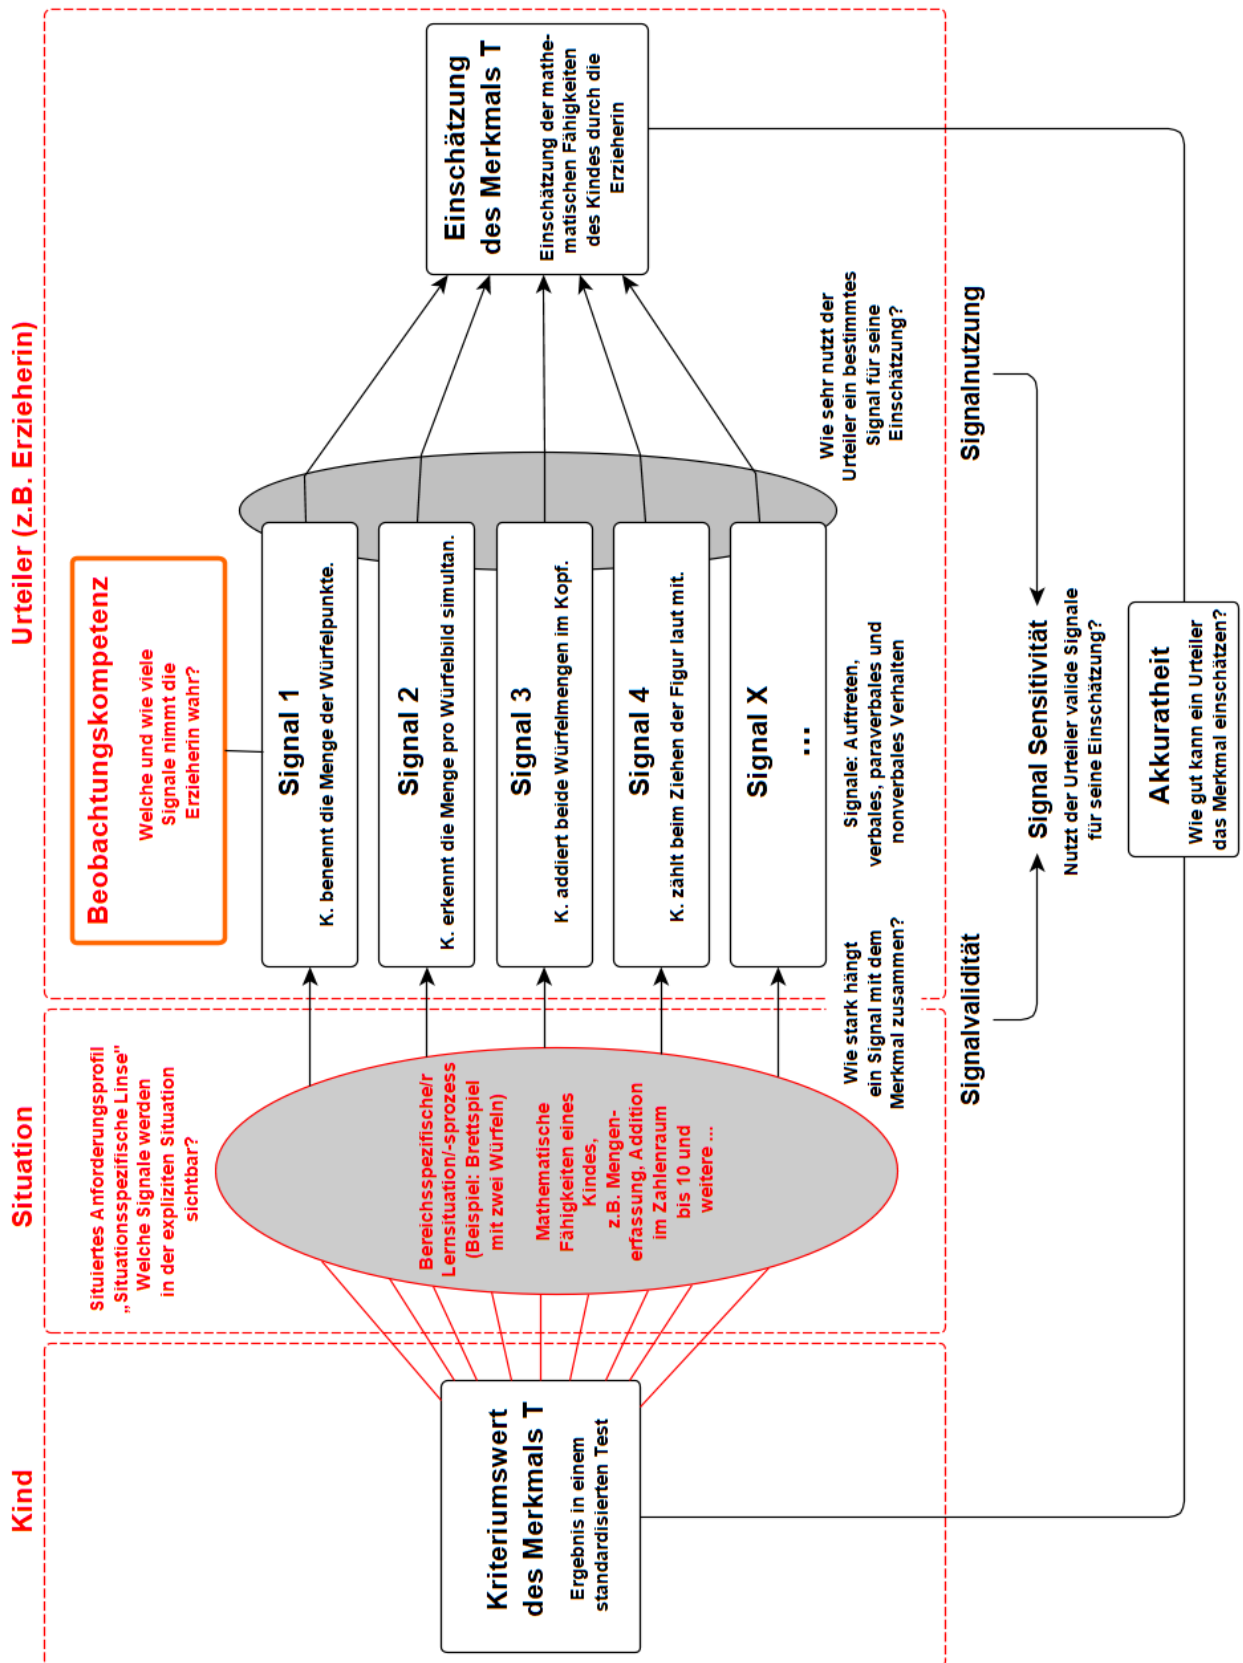 Kind
Situation
Urteiler (z.B. Erzieherin)
Kriteriumswert
des Merkmals T
Ergebnis in einem
standardisierten Test
Situiertes Anforderungsprofil
„Situationsspezifische Linse"
Welche Signale werden
in der expliziten Situation
sichtbar?
Bereichsspezifische/r
Lernsituation/-sprozess
(Beispiel: Brettspiel
mit zwei Würfeln)
Mathematische
Fähigkeiten eines
Kindes,
z.B. Mengen-
erfassung, Addition
im Zahlenraum
bis 10 und
weitere ...
Beobachtungskompetenz
Welche und wie viele
Signale nimmt die
Erzieherin wahr?
Signal 1
K. benennt die Menge der Würfelpunkte.
Signal 2
K. erkennt die Menge pro Würfelbild simultan.
Signal 3
K. addiert beide Würfelmengen im Kopf.
Signal 4
K. zählt beim Ziehen der Figur laut mit.
Signal X
...
Einschätzung
des Merkmals T
Einschätzung der mathe-
matischen Fähigkeiten
des Kindes durch die
Erzieherin
Wie stark hängt
ein Signal mit dem
Merkmal zusammen?
Signale: Auftreten,
verbales, paraverbales und
nonverbales Verhalten
Wie sehr nutzt der
Urteiler ein bestimmtes
Signal für seine
Einschätzung?
Signalvalidität
Signalnutzung
Signal Sensitivität
Nutzt der Urteiler valide Signale
für seine Einschätzung?
Akkuratheit
Wie gut kann ein Urteiler
das Merkmal einschätzen?